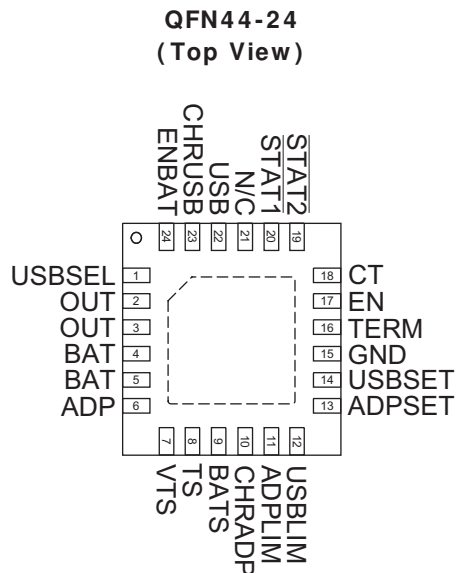 QFN44-24
(Top View)
ENBAT
CHRUSB
USB
N/C
STAT1
STAT2
24
23
22
21
20
19
USBSEL 1
OUT 2
OUT 3
BAT 4
BAT 5
ADP 6
18 CT
17 EN
16 TERM
15 GND
14 USBSET
13 ADPSET
7
8
9
10
11
12
VTS
TS
BATS
CHRADP
ADPLIM
USBLIM